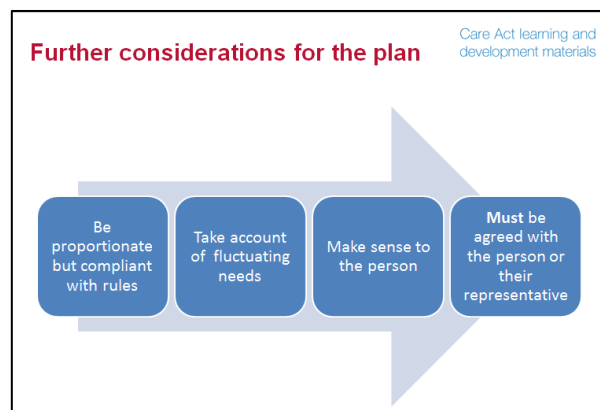 Further considerations for the plan
Care Act learning and
development materials
Be
proportionate
but compliant
with rules
Take account
of fluctuating
needs
Make sense to
the person
Must be
agreed with
the person or
their
representative